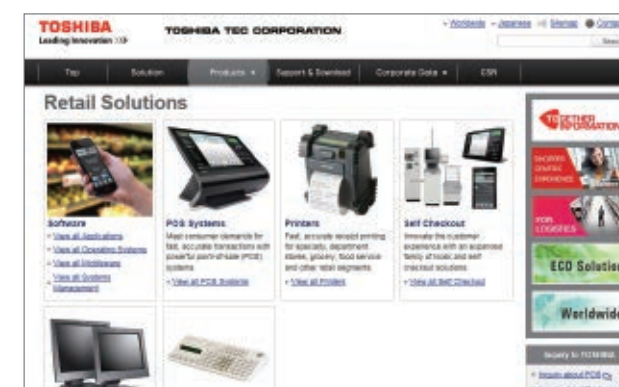 TOSHIBA
Leading Innovation >>>
TOSHIBA TEC CORPORATION
Worldwide
Japanese
Sitemap
Top
Solution
Products
Support & Download
Corporate Data
CSR
Retail Solutions
Software
View all Applications
View all Operating Systems
View all Middleware
View all Systems
Management
POS Systems
Meet consumer demands for
fast, accurate transactions with
powerful point-of-sale (POS)
systems
View all POS Systems
Printers
Fast, accurate receipt printing
for specialty, department
stores, grocery, food service
and other retail segments
View all Printers
Self Checkout
Innovate the customer
experience with an expanded
family of kiosk and self
checkout solutions
View all Self Checkout
TOGETHER
INFORMATION
FOR
LOGISTICS
ECO Solutio
Worldwide
Inquiry to TOSHIBA
Inquiry about POS